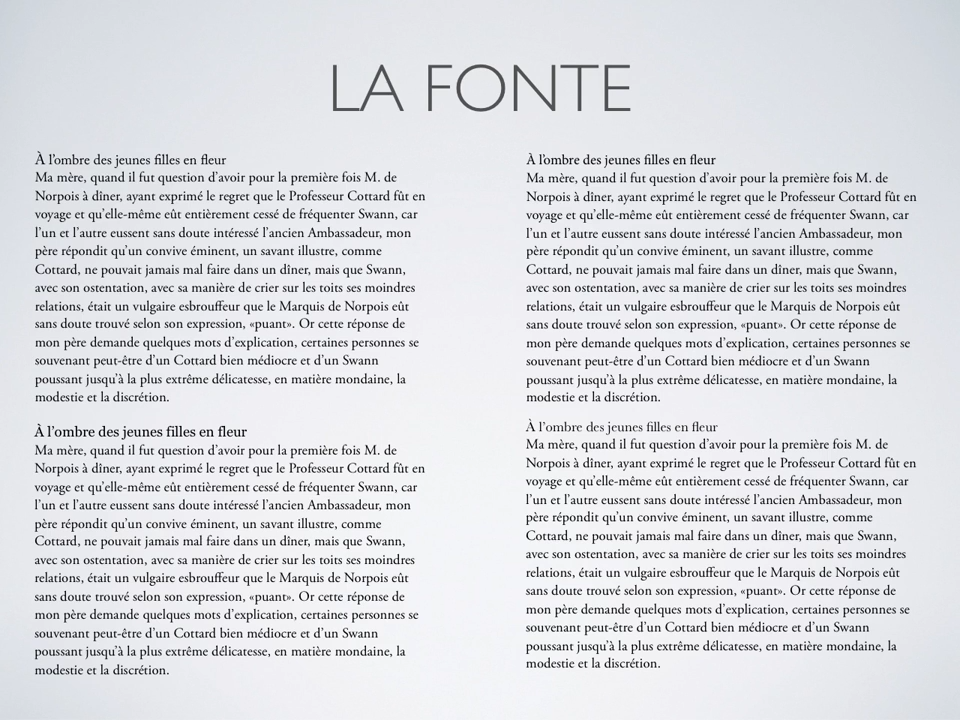 LA FONTE
À l’ombre des jeunes filles en fleur
Ma mère, quand il fut question d’avoir pour la première fois M. de
Norpois à dîner, ayant exprimé le regret que le Professeur Cottard fût en
voyage et qu’elle-même eût entièrement cessé de fréquenter Swann, car
l’un et l’autre eussent sans doute intéressé l’ancien Ambassadeur, mon
père répondit qu’un convive éminent, un savant illustre, comme
Cottard, ne pouvait jamais mal faire dans un dîner, mais que Swann,
avec son ostentation, avec sa manière de crier sur les toits ses moindres
relations, était un vulgaire esbrouffeur que le Marquis de Norpois eût
sans doute trouvé selon son expression, «puant». Or cette réponse de
mon père demande quelques mots d’explication, certaines personnes se
souvenant peut-être d’un Cottard bien médiocre et d’un Swann
poussant jusqu’à la plus extrême délicatesse, en matière mondaine, la
modestie et la discrétion.
À l’ombre des jeunes filles en fleur
Ma mère, quand il fut question d’avoir pour la première fois M. de
Norpois à dîner, ayant exprimé le regret que le Professeur Cottard fût en
voyage et qu’elle-même eût entièrement cessé de fréquenter Swann, car
l’un et l’autre eussent sans doute intéressé l’ancien Ambassadeur, mon
père répondit qu’un convive éminent, un savant illustre, comme
Cottard, ne pouvait jamais mal faire dans un dîner, mais que Swann,
avec son ostentation, avec sa manière de crier sur les toits ses moindres
relations, était un vulgaire esbrouffeur que le Marquis de Norpois eût
sans doute trouvé selon son expression, «puant». Or cette réponse de
mon père demande quelques mots d’explication, certaines personnes se
souvenant peut-être d’un Cottard bien médiocre et d’un Swann
poussant jusqu’à la plus extrême délicatesse, en matière mondaine, la
modestie et la discrétion.
À l’ombre des jeunes filles en fleur
Ma mère, quand il fut question d’avoir pour la première fois M. de
Norpois à dîner, ayant exprimé le regret que le Professeur Cottard fût en
voyage et qu’elle-même eût entièrement cessé de fréquenter Swann, car
l’un et l’autre eussent sans doute intéressé l’ancien Ambassadeur, mon
père répondit qu’un convive éminent, un savant illustre, comme
Cottard, ne pouvait jamais mal faire dans un dîner, mais que Swann,
avec son ostentation, avec sa manière de crier sur les toits ses moindres
relations, était un vulgaire esbrouffeur que le Marquis de Norpois eût
sans doute trouvé selon son expression, «puant». Or cette réponse de
mon père demande quelques mots d’explication, certaines personnes se
souvenant peut-être d’un Cottard bien médiocre et d’un Swann
poussant jusqu’à la plus extrême délicatesse, en matière mondaine, la
modestie et la discrétion.
À l’ombre des jeunes filles en fleur
Ma mère, quand il fut question d’avoir pour la première fois M. de
Norpois à dîner, ayant exprimé le regret que le Professeur Cottard fût en
voyage et qu’elle-même eût entièrement cessé de fréquenter Swann, car
l’un et l’autre eussent sans doute intéressé l’ancien Ambassadeur, mon
père répondit qu’un convive éminent, un savant illustre, comme
Cottard, ne pouvait jamais mal faire dans un dîner, mais que Swann,
avec son ostentation, avec sa manière de crier sur les toits ses moindres
relations, était un vulgaire esbrouffeur que le Marquis de Norpois eût
sans doute trouvé selon son expression, «puant». Or cette réponse de
mon père demande quelques mots d’explication, certaines personnes se
souvenant peut-être d’un Cottard bien médiocre et d’un Swann
poussant jusqu’à la plus extrême délicatesse, en matière mondaine, la
modestie et la discrétion.